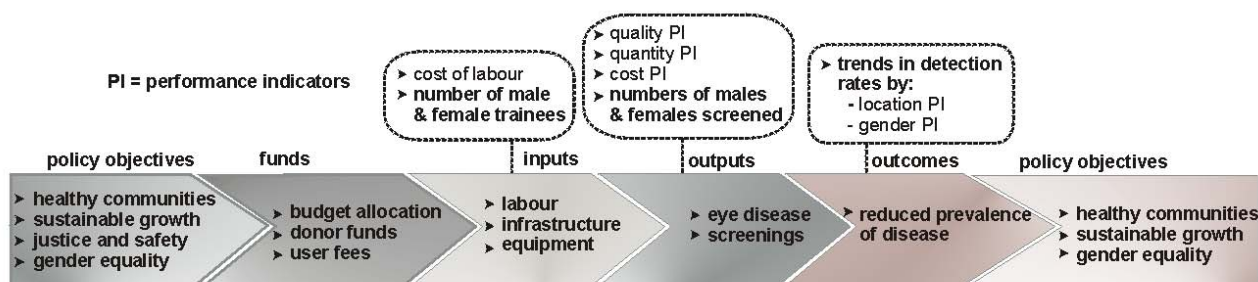 PI = performance indicators
➤ cost of labour
➤ number of male
& female trainees
➤ quality PI
➤ quantity PI
➤ cost PI
➤ numbers of males
& females screened
➤ trends in detection
rates by:
- location PI
- gender PI
policy objectives
➤ healthy communities
➤ sustainable growth
➤ justice and safety
➤ gender equality
funds
➤ budget allocation
➤ donor funds
➤ user fees
inputs
➤ labour
➤ infrastructure
➤ equipment
outputs
➤ eye disease
➤ screenings
outcomes
➤ reduced prevalence
of disease
policy objectives
➤ healthy communities
➤ sustainable growth
➤ gender equality